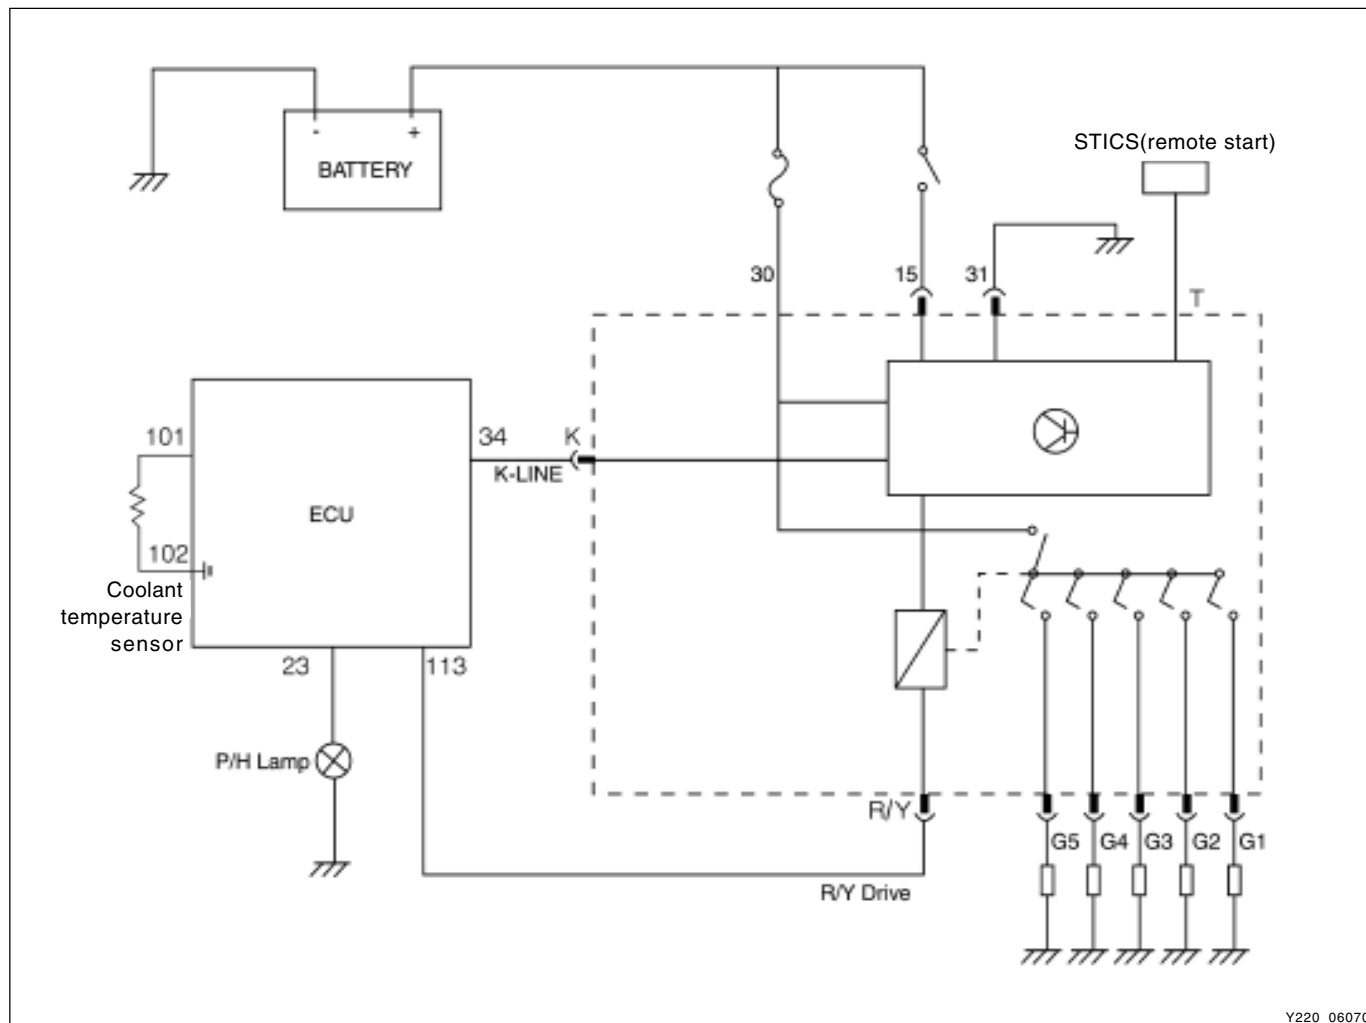 - +
BATTERY
STICS(remote start)
30
15
31
T
101
34
K
K-LINE
ECU
102
Coolant
temperature
sensor
23
113
P/H Lamp
R/Y
G5
G4
G3
G2
G1
R/Y Drive
Y220_06070